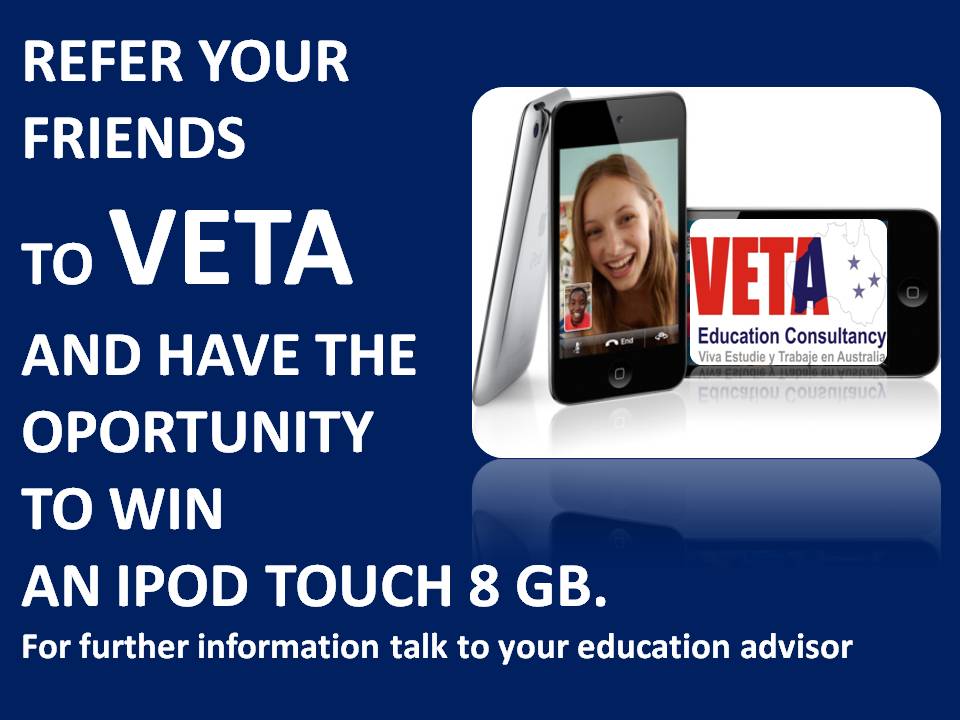 REFER YOUR
FRIENDS
TO VETA
AND HAVE THE
OPORTUNITY
TO WIN
AN IPOD TOUCH 8 GB.
For further information talk to your education advisor
End
VETA
Education Consultancy
Viva Estudie y Trabaje en Australia